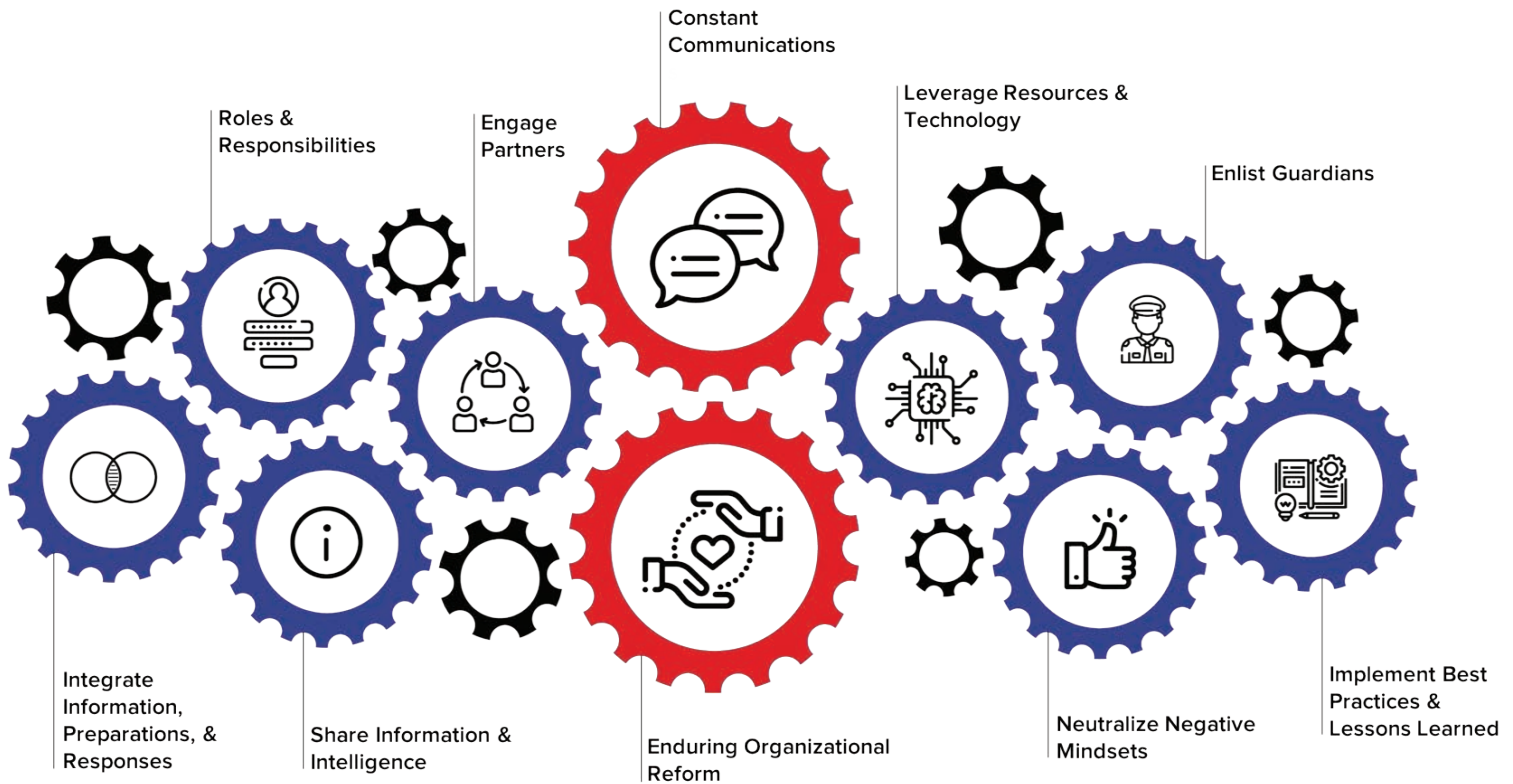 Constant
Communications
Roles &
Responsibilities
Engage
Partners
Leverage Resources &
Technology
Enlist Guardians
Integrate
Information,
Preparations, &
Responses
Share Information &
Intelligence
Enduring Organizational
Reform
Neutralize Negative
Mindsets
Implement Best
Practices &
Lessons Learned